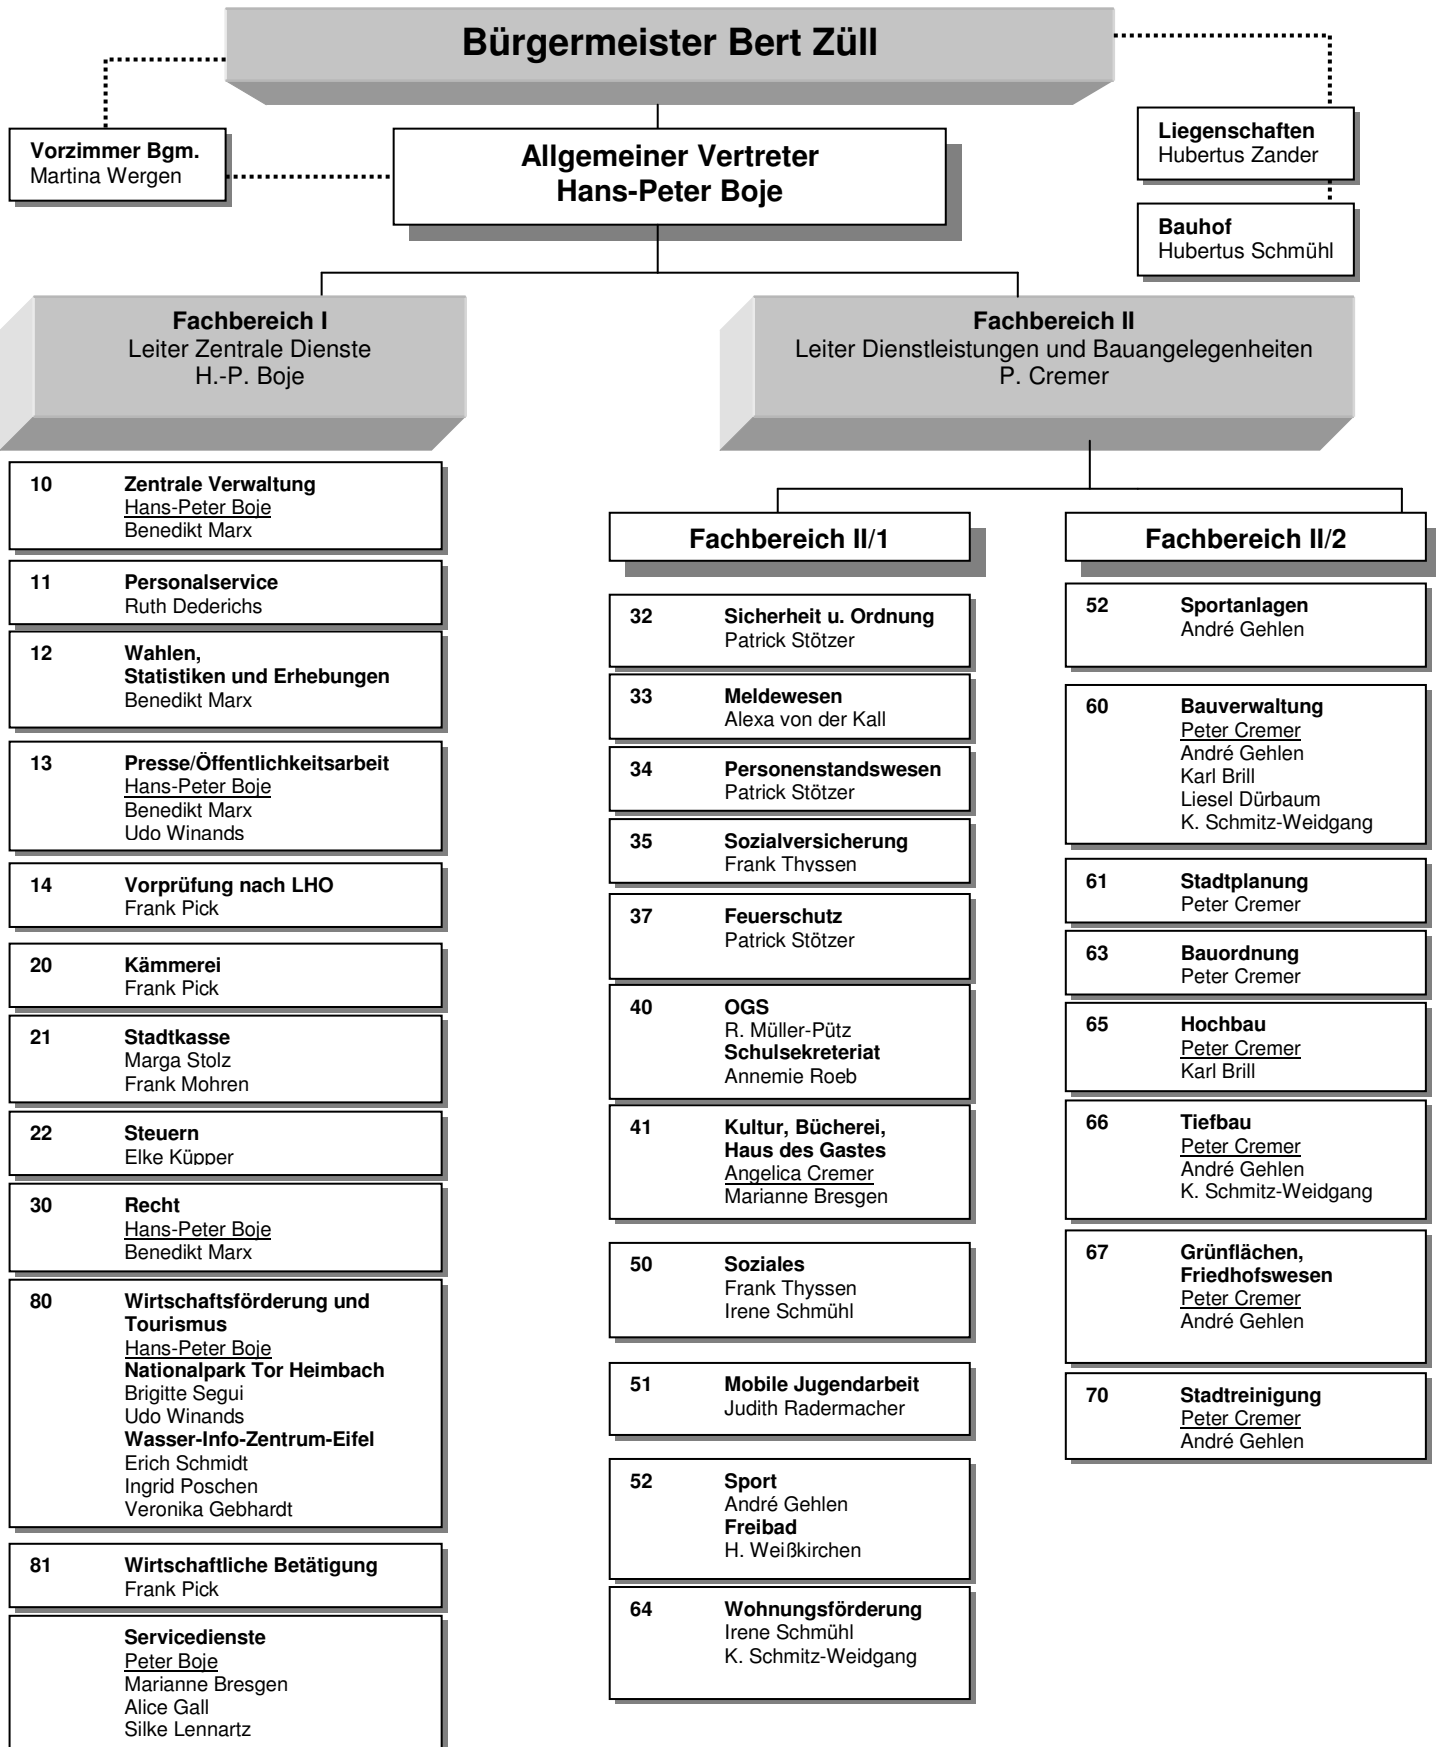 Bürgermeister Bert Züll
Vorzimmer Bgm.
Martina Wergen
Allgemeiner Vertreter
Hans-Peter Boje
Liegenschaften
Hubertus Zander
Bauhof
Hubertus Schmühl
Fachbereich I
Leiter Zentrale Dienste
H.-P. Boje
Fachbereich II
Leiter Dienstleistungen und Bauangelegenheiten
P. Cremer
10 Zentrale Verwaltung
Hans-Peter Boje
Benedikt Marx
11 Personalservice
Ruth Dederichs
12 Wahlen,
Statistiken und Erhebungen
Benedikt Marx
13 Presse/Öffentlichkeitsarbeit
Hans-Peter Boje
Benedikt Marx
Udo Winands
14 Vorprüfung nach LHO
Frank Pick
20 Kämmerei
Frank Pick
21 Stadtkasse
Marga Stolz
Frank Mohren
22 Steuern
Elke Küpper
30 Recht
Hans-Peter Boje
Benedikt Marx
80 Wirtschaftsförderung und
Tourismus
Hans-Peter Boje
Nationalpark Tor Heimbach
Brigitte Segui
Udo Winands
Wasser-Info-Zentrum-Eifel
Erich Schmidt
Ingrid Poschen
Veronika Gebhardt
81 Wirtschaftliche Betätigung
Frank Pick
Servicedienste
Peter Boje
Marianne Bresgen
Alice Gall
Silke Lennartz
Fachbereich II/1
32 Sicherheit u. Ordnung
Patrick Stötzer
33 Meldewesen
Alexa von der Kall
34 Personenstandswesen
Patrick Stötzer
35 Sozialversicherung
Frank Thyssen
37 Feuerschutz
Patrick Stötzer
40 OGS
R. Müller-Pütz
Schulsekreteriat
Annemie Roeb
41 Kultur, Bücherei,
Haus des Gastes
Angelica Cremer
Marianne Bresgen
50 Soziales
Frank Thyssen
Irene Schmühl
51 Mobile Jugendarbeit
Judith Radermacher
52 Sport
André Gehlen
Freibad
H. Weißkirchen
64 Wohnungsförderung
Irene Schmühl
K. Schmitz-Weidgang
Fachbereich II/2
52 Sportanlagen
André Gehlen
60 Bauverwaltung
Peter Cremer
André Gehlen
Karl Brill
Liesel Dürbaum
K. Schmitz-Weidgang
61 Stadtplanung
Peter Cremer
63 Bauordnung
Peter Cremer
65 Hochbau
Peter Cremer
Karl Brill
66 Tiefbau
Peter Cremer
André Gehlen
K. Schmitz-Weidgang
67 Grünflächen,
Friedhofswesen
Peter Cremer
André Gehlen
70 Stadtreinigung
Peter Cremer
André Gehlen